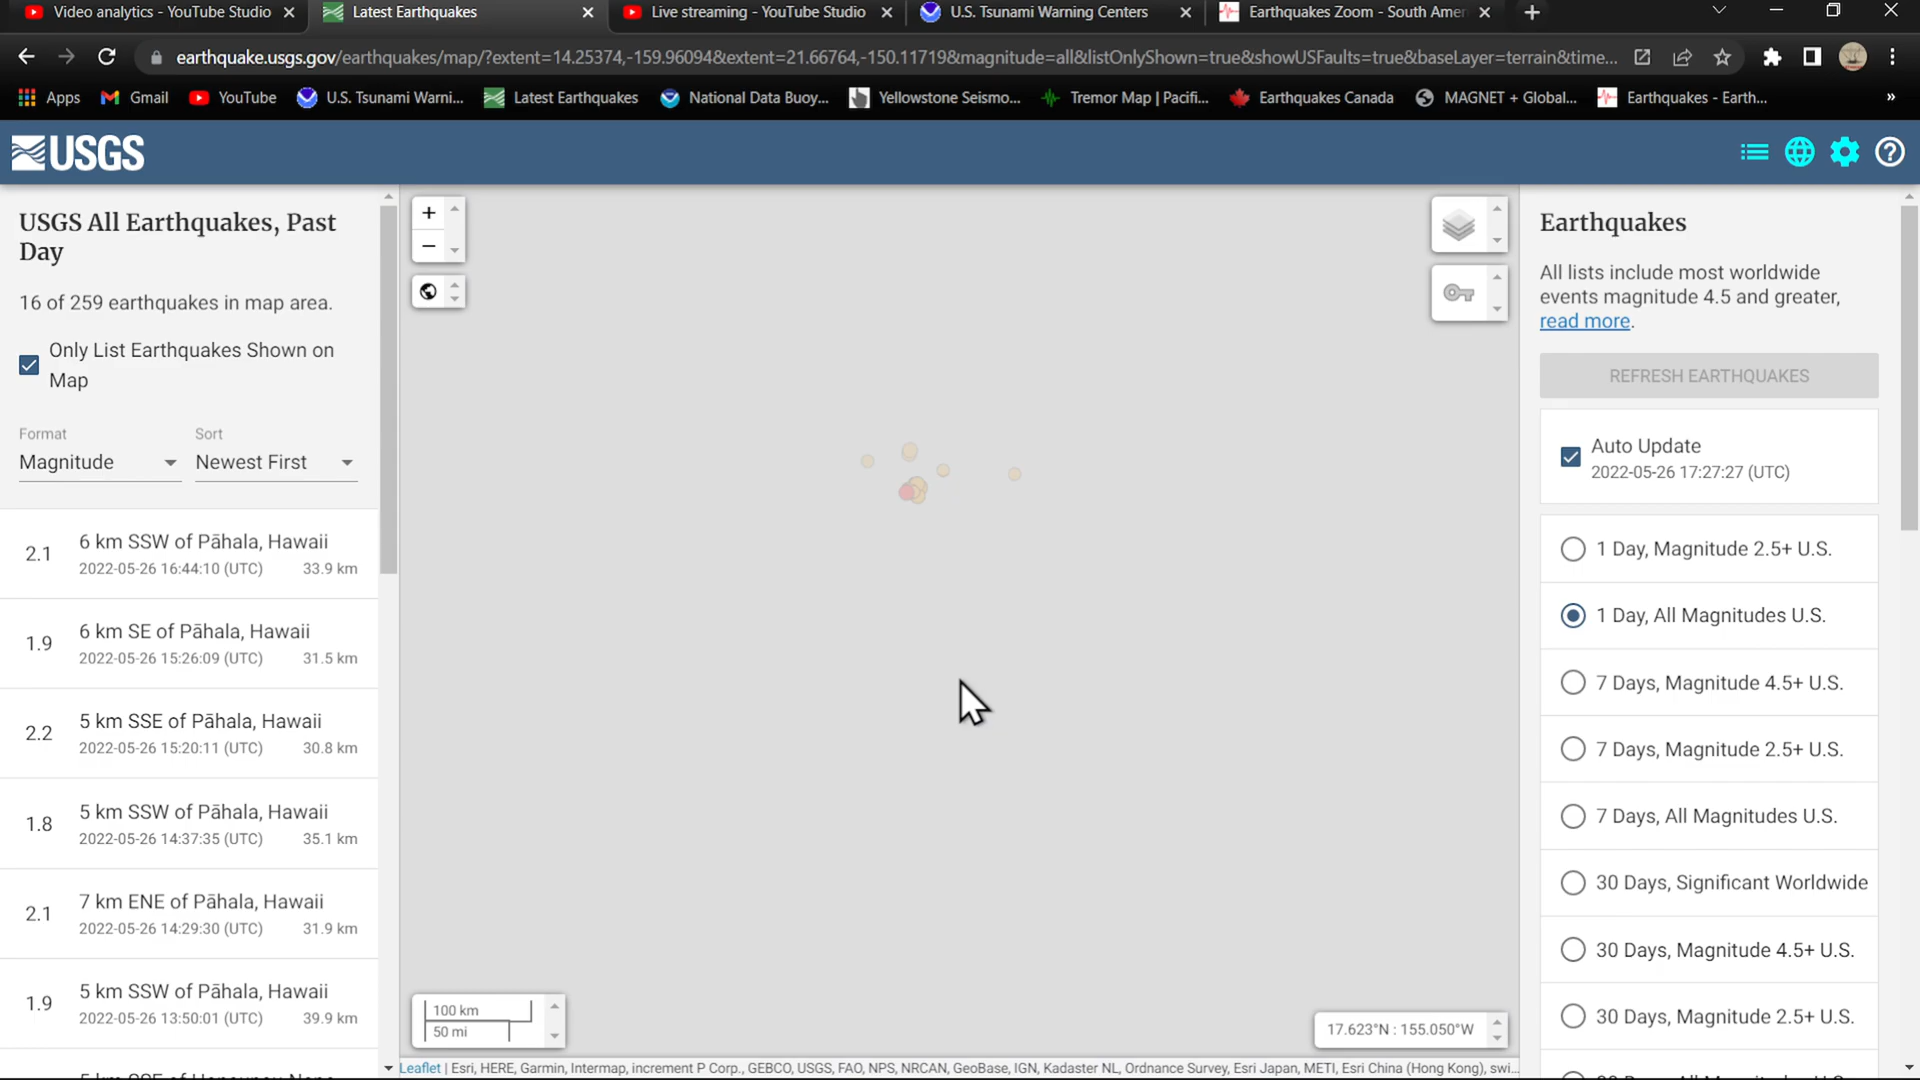 Video analytics - YouTube Studio
Latest Earthquakes
Live streaming - YouTube Studio
U.S. Tsunami Warning Centers
Earthquakes Zoom - South Amer
earthquake.usgs.gov/earthquakes/map/?extent=14.25374,-159.96094&extent=21.66764,-150.11719&magnitude=all&listOnlyShown=true&showUSFaults=true&baseLayer=terrain&time...
Apps
Gmail
YouTube
U.S. Tsunami Warni...
Latest Earthquakes
National Data Buoy...
Yellowstone Seismo...
Tremor Map | Pacifi...
Earthquakes Canada
MAGNET + Global...
Earthquakes - Earth...
»
USGS
USGS All Earthquakes, Past
Day
16 of 259 earthquakes in map area.
Only List Earthquakes Shown on
Map
Format
Sort
Magnitude
Newest First
2.1
6 km SSW of Pāhala, Hawaii
2022-05-26 16:44:10 (UTC) 33.9 km
1.9
6 km SE of Pāhala, Hawaii
2022-05-26 15:26:09 (UTC) 31.5 km
2.2
5 km SSE of Pāhala, Hawaii
2022-05-26 15:20:11 (UTC) 30.8 km
1.8
5 km SSW of Pāhala, Hawaii
2022-05-26 14:37:35 (UTC) 35.1 km
2.1
7 km ENE of Pāhala, Hawaii
2022-05-26 14:29:30 (UTC) 31.9 km
1.9
5 km SSW of Pāhala, Hawaii
2022-05-26 13:50:01 (UTC) 39.9 km
+
−
100 km
50 mi
17.623°N : 155.050°W
Leaflet | Esri, HERE, Garmin, Intermap, increment P Corp., GEBCO, USGS, FAO, NPS, NRCAN, GeoBase, IGN, Kadaster NL, Ordnance Survey, Esri Japan, METI, Esri China (Hong Kong), swi...
Earthquakes
All lists include most worldwide
events magnitude 4.5 and greater,
read more.
REFRESH EARTHQUAKES
Auto Update
2022-05-26 17:27:27 (UTC)
1 Day, Magnitude 2.5+ U.S.
1 Day, All Magnitudes U.S.
7 Days, Magnitude 4.5+ U.S.
7 Days, Magnitude 2.5+ U.S.
7 Days, All Magnitudes U.S.
30 Days, Significant Worldwide
30 Days, Magnitude 4.5+ U.S.
30 Days, Magnitude 2.5+ U.S.